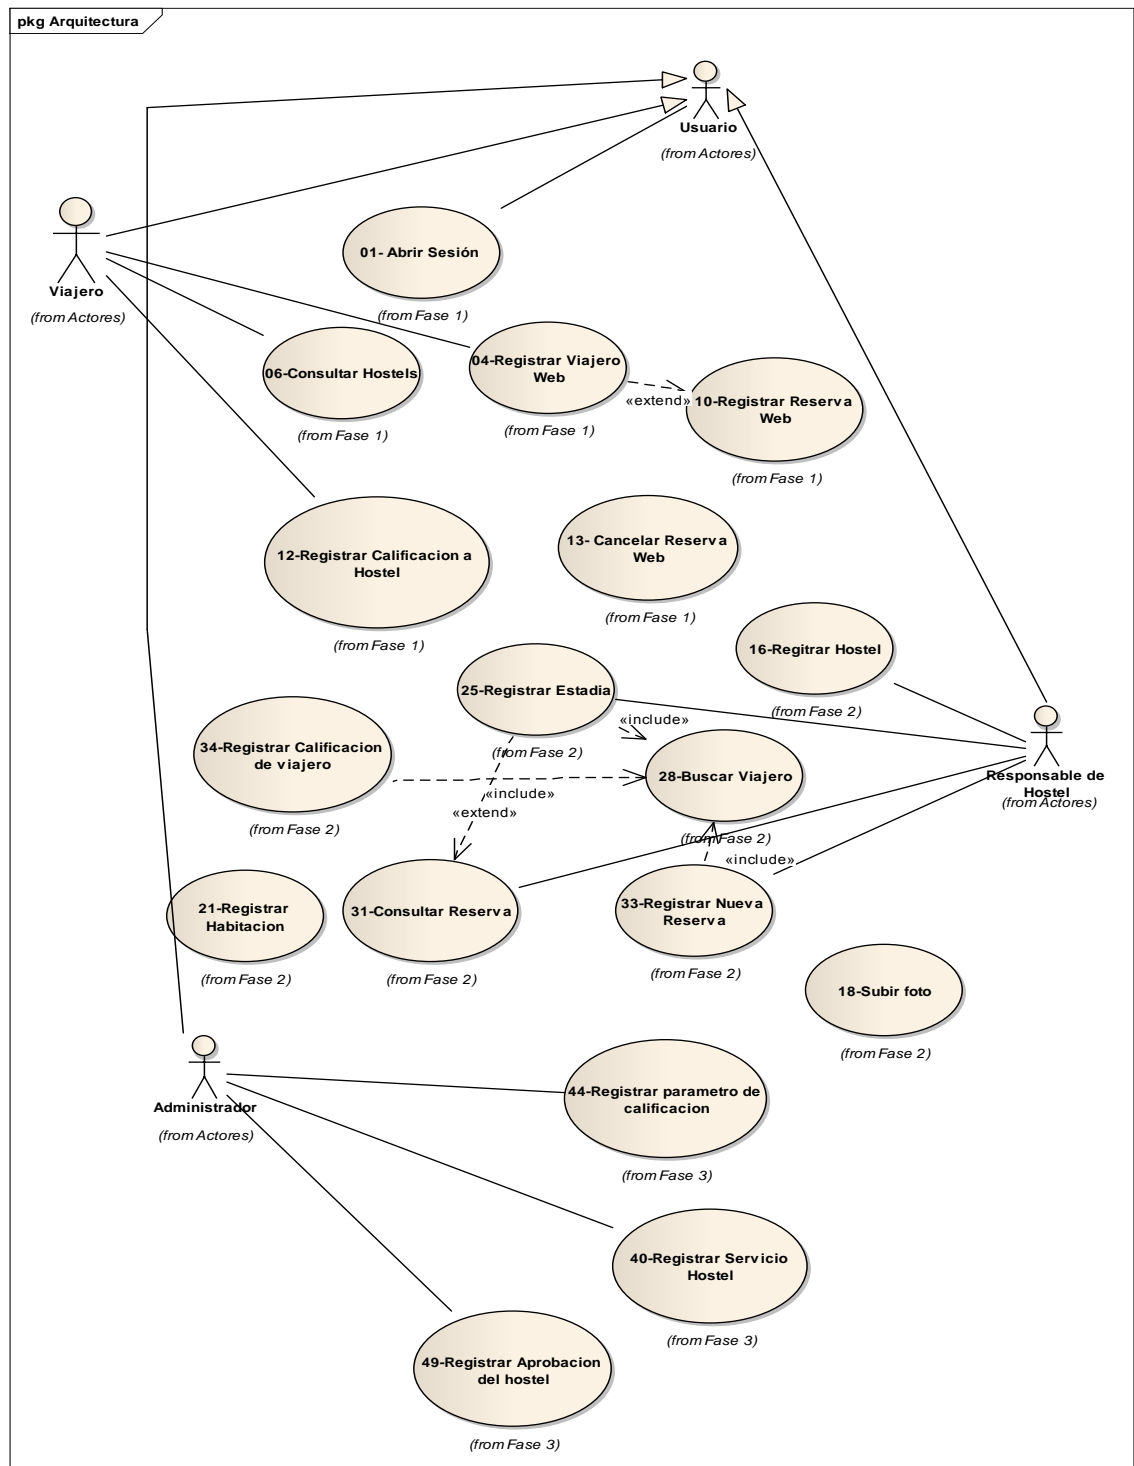 pkg Arquitectura
Usuario
(from Actores)
Viajero
(from Actores)
01- Abrir Sesión
(from Fase 1)
06-Consultar Hostels
(from Fase 1)
04-Registrar Viajero
Web
(from Fase 1)
«extend»
10-Registrar Reserva
Web
(from Fase 1)
12-Registrar Calificacion a
Hostel
(from Fase 1)
13- Cancelar Reserva
Web
(from Fase 1)
16-Regitrar Hostel
(from Fase 2)
25-Registrar Estadia
(from Fase 2)
«include»
34-Registrar Calificacion
de viajero
(from Fase 2)
«include»
«extend»
28-Buscar Viajero
(from Fase 2)
Responsable de
Hostel
(from Actores)
«include»
21-Registrar
Habitacion
(from Fase 2)
31-Consultar Reserva
(from Fase 2)
33-Registrar Nueva
Reserva
(from Fase 2)
18-Subir foto
(from Fase 2)
Administrador
(from Actores)
44-Registrar parametro de
calificacion
(from Fase 3)
40-Registrar Servicio
Hostel
(from Fase 3)
49-Registrar Aprobacion
del hostel
(from Fase 3)